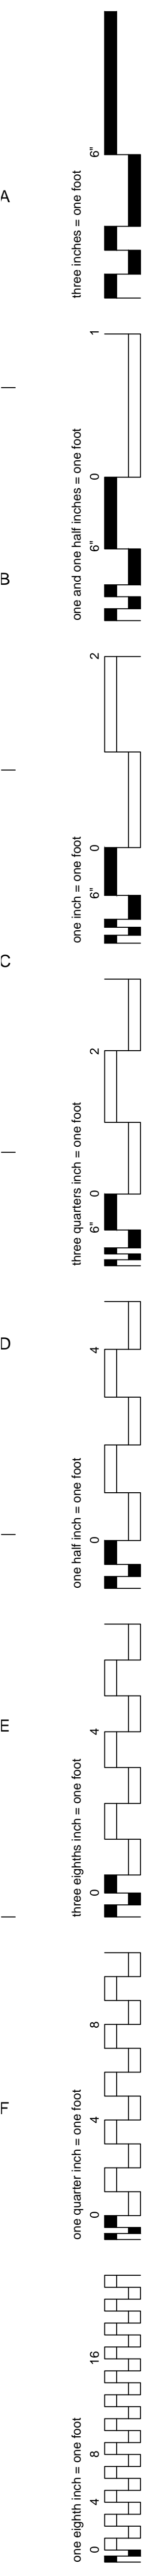 A
B
C
D
E
F
three inches = one foot
6"
one and one half inches = one foot
6" 0 1
one inch = one foot
6" 0 2
three quarters inch = one foot
6" 0 2
one half inch = one foot
0 4
three eighths inch = one foot
0 4
one quarter inch = one foot
0 4 8
one eighth inch = one foot
0 4 8 16